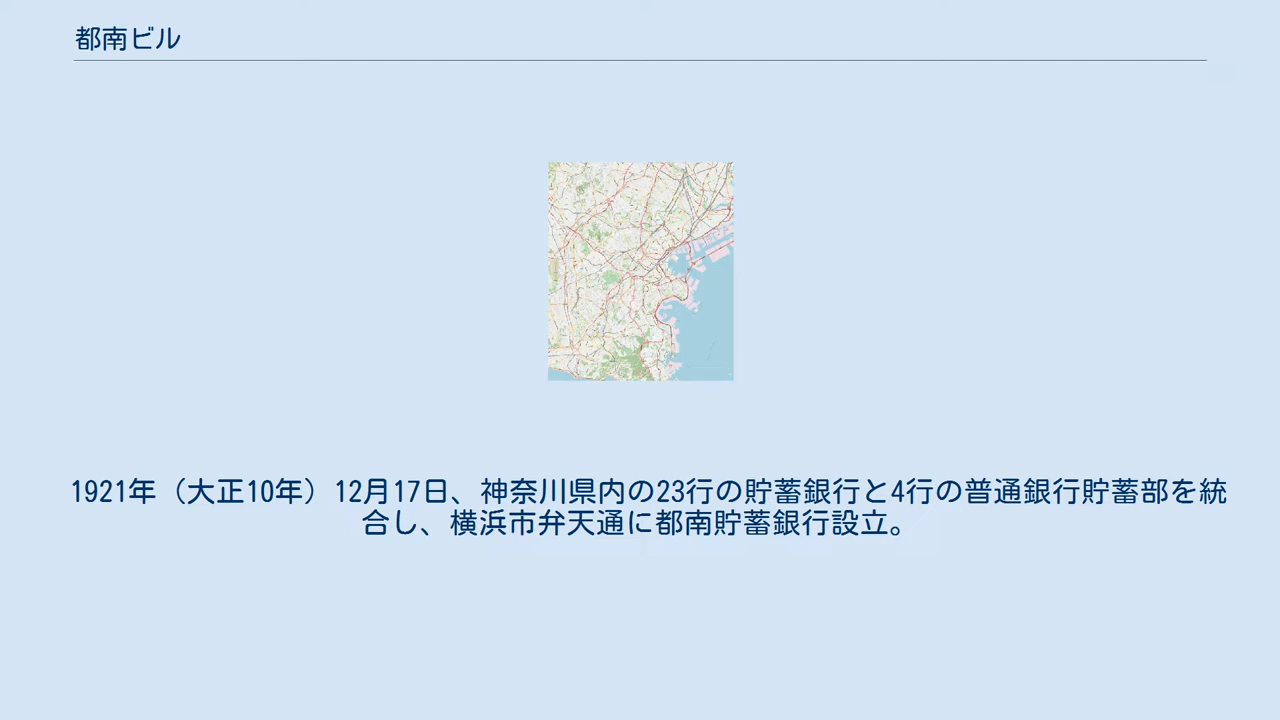 都南ビル
1921年（大正10年）12月17日、神奈川県内の23行の貯蓄銀行と4行の普通銀行貯蓄部を統
合し、横浜市弁天通に都南貯蓄銀行設立。